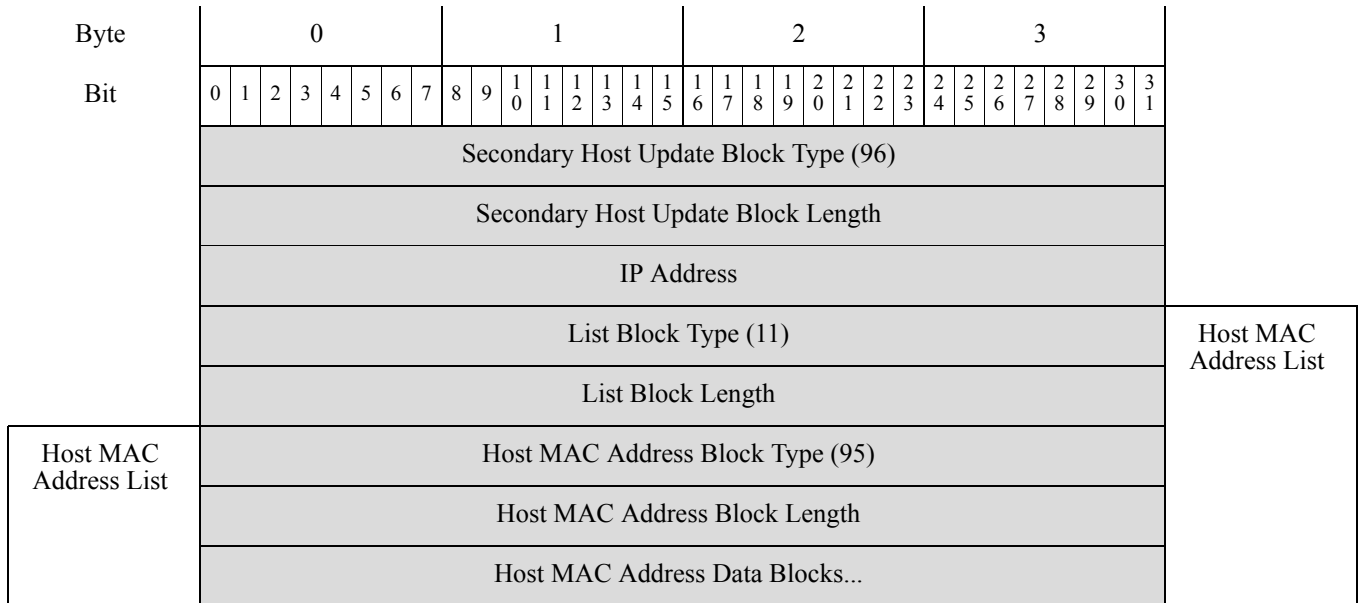 Byte 0 1 2 3
Bit 0 1 2 3 4 5 6 7 8 9 10 11 12 13 14 15 16 17 18 19 20 21 22 23 24 25 26 27 28 29 30 31
Secondary Host Update Block Type (96)
Secondary Host Update Block Length
IP Address
List Block Type (11)
Host MAC
Address List
List Block Length
Host MAC
Address List
Host MAC Address Block Type (95)
Host MAC Address Block Length
Host MAC Address Data Blocks...